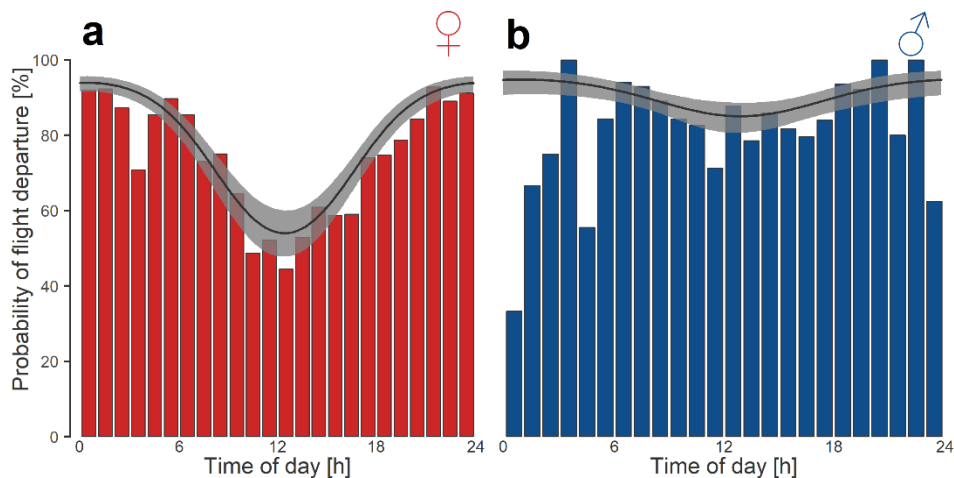 a
♀
b
♂
Probability of flight departure [%]
100
80
60
40
20
0
0 6 12 18 24
0 6 12 18 24
Time of day [h]
Time of day [h]